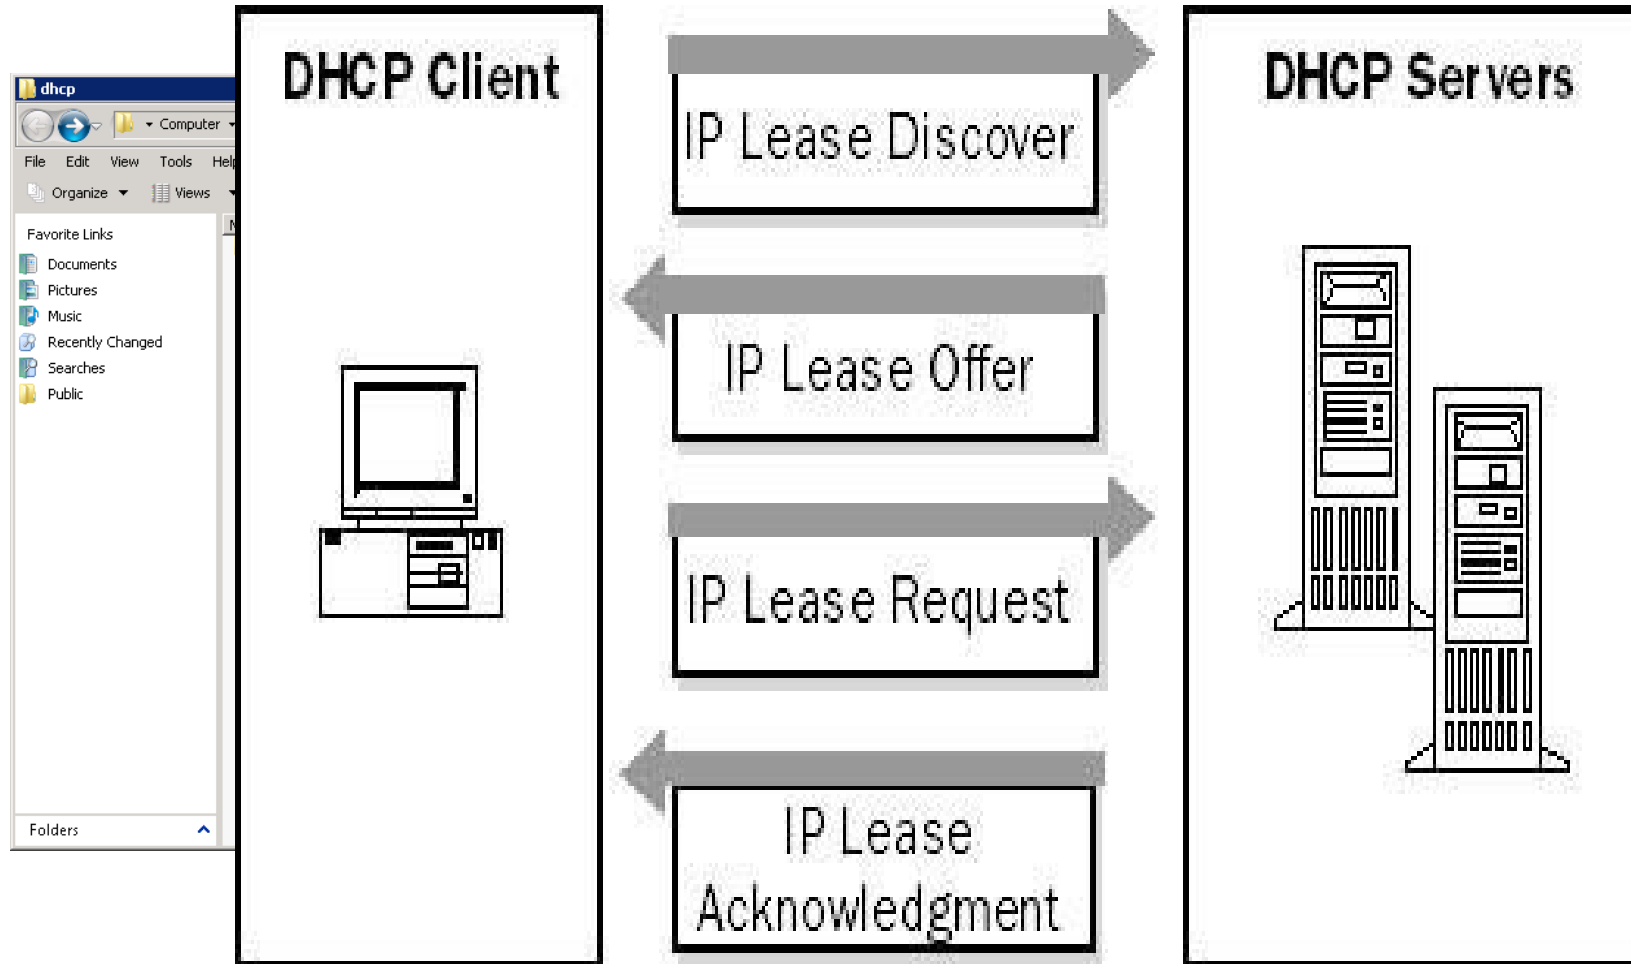 dhcp
Computer
File Edit View Tools Help
Organize Views
Favorite Links
Documents
Pictures
Music
Recently Changed
Searches
Public
Folders
DHCP Client
IP Lease Discover
IP Lease Offer
IP Lease Request
IP Lease
Acknowledgment
DHCP Servers